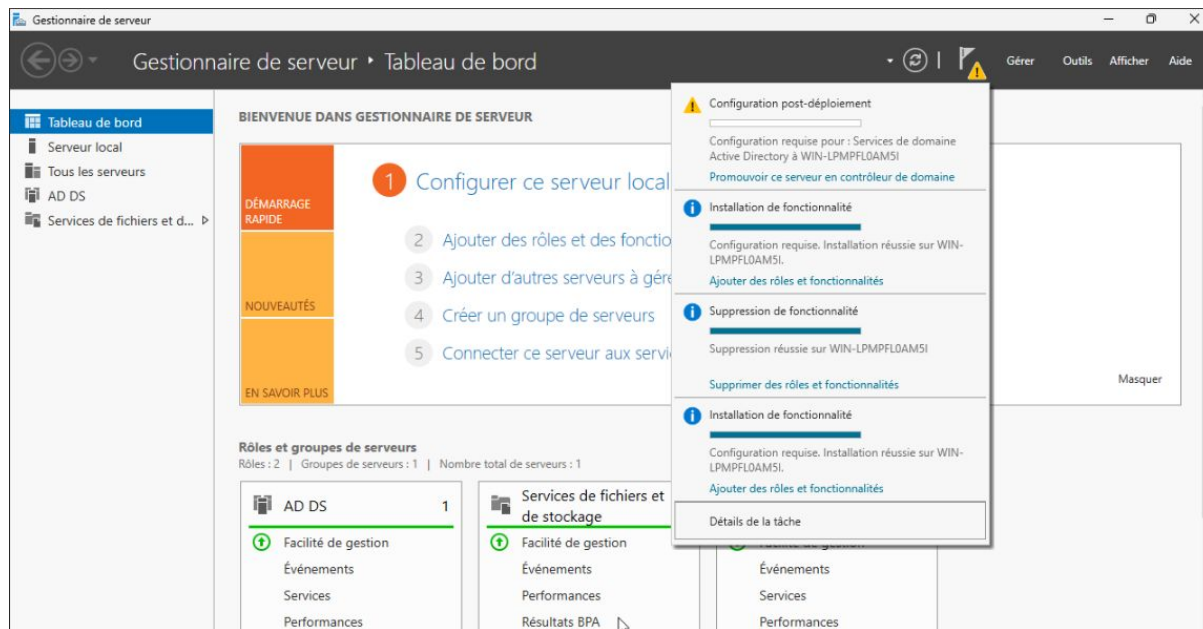 Gestionnaire de serveur
Gestionnaire de serveur • Tableau de bord
Gérer Outils Afficher Aide
Tableau de bord
Serveur local
Tous les serveurs
AD DS
Services de fichiers et d...
BIENVENUE DANS GESTIONNAIRE DE SERVEUR
DÉMARRAGE
RAPIDE
NOUVEAUTÉS
EN SAVOIR PLUS
1 Configurer ce serveur local
2 Ajouter des rôles et des fonctio
3 Ajouter d'autres serveurs à gére
4 Créer un groupe de serveurs
5 Connecter ce serveur aux servi
Masquer
Configuration post-déploiement
Configuration requise pour : Services de domaine
Active Directory à WIN-LPMPFL0AM5I
Promouvoir ce serveur en contrôleur de domaine
Installation de fonctionnalité
Configuration requise. Installation réussie sur WIN-
LPMPFL0AM5I.
Ajouter des rôles et fonctionnalités
Suppression de fonctionnalité
Suppression réussie sur WIN-LPMPFL0AM5I
Supprimer des rôles et fonctionnalités
Installation de fonctionnalité
Configuration requise. Installation réussie sur WIN-
LPMPFL0AM5I.
Ajouter des rôles et fonctionnalités
Détails de la tâche
Rôles et groupes de serveurs
Rôles : 2 | Groupes de serveurs : 1 | Nombre total de serveurs : 1
AD DS 1
Facilité de gestion
Événements
Services
Performances
Services de fichiers et
de stockage
Facilité de gestion
Événements
Performances
Résultats BPA
Événements
Services
Performances